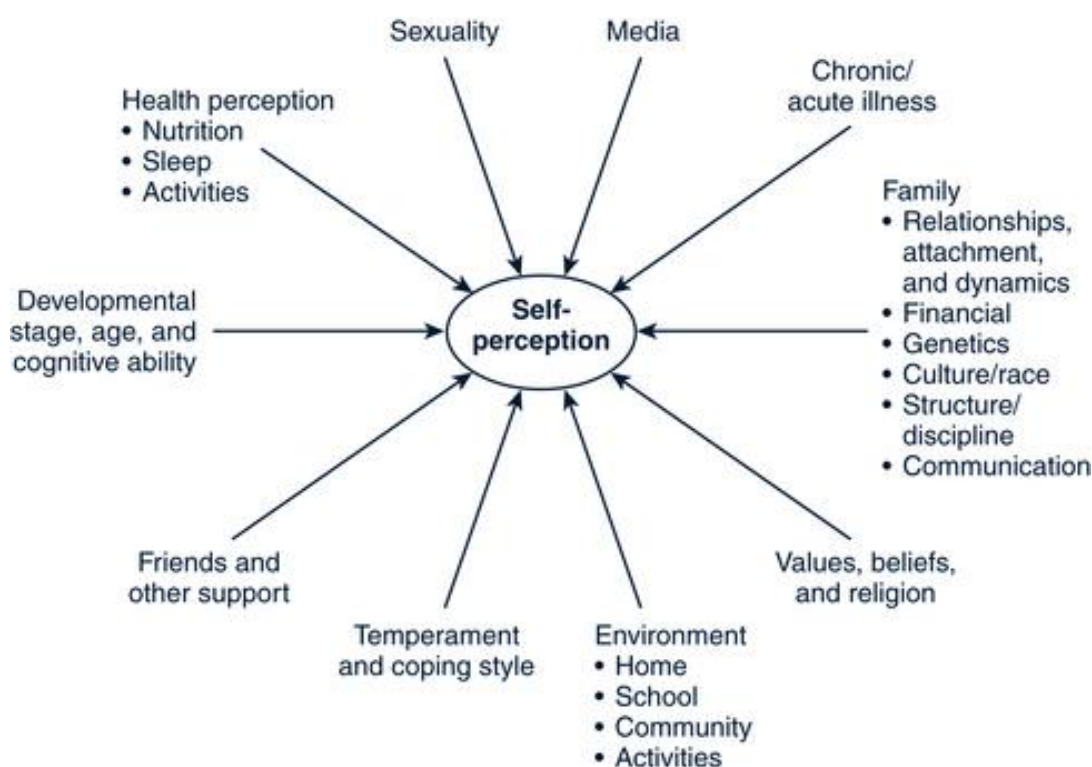 Sexuality
Media
Chronic/
acute illness
Health perception
• Nutrition
• Sleep
• Activities
Family
• Relationships,
attachment,
and dynamics
• Financial
• Genetics
• Culture/race
• Structure/
discipline
• Communication
Self-
perception
Developmental
stage, age, and
cognitive ability
Friends and
other support
Values, beliefs,
and religion
Temperament
and coping style
Environment
• Home
• School
• Community
• Activities